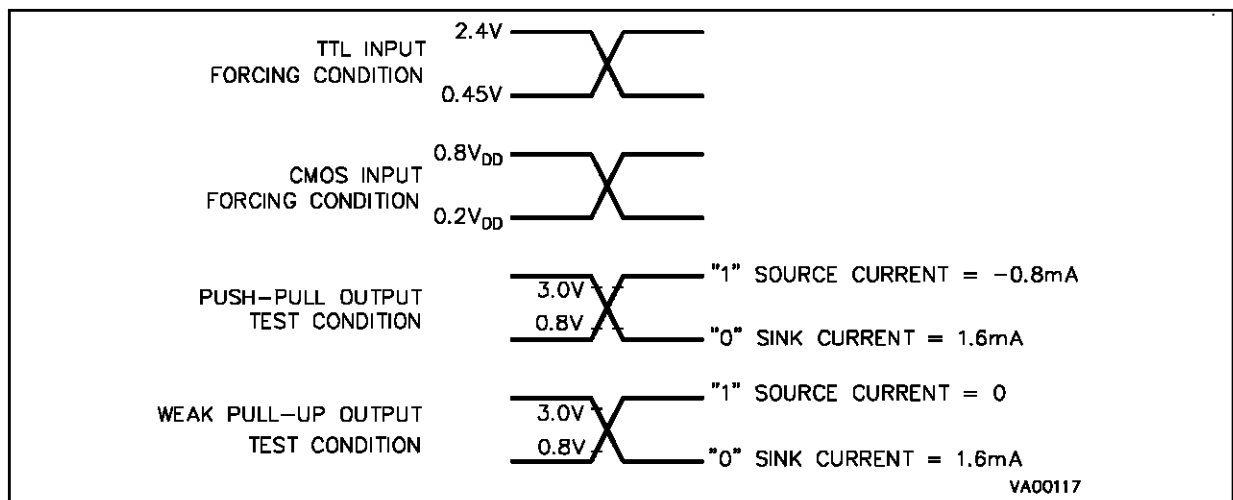 TTL INPUT
FORCING CONDITION
2.4V
0.45V
CMOS INPUT
FORCING CONDITION
0.8VDD
0.2VDD
PUSH-PULL OUTPUT
TEST CONDITION
3.0V
0.8V
"1" SOURCE CURRENT = -0.8mA
"0" SINK CURRENT = 1.6mA
WEAK PULL-UP OUTPUT
TEST CONDITION
3.0V
0.8V
"1" SOURCE CURRENT = 0
"0" SINK CURRENT = 1.6mA
VA00117